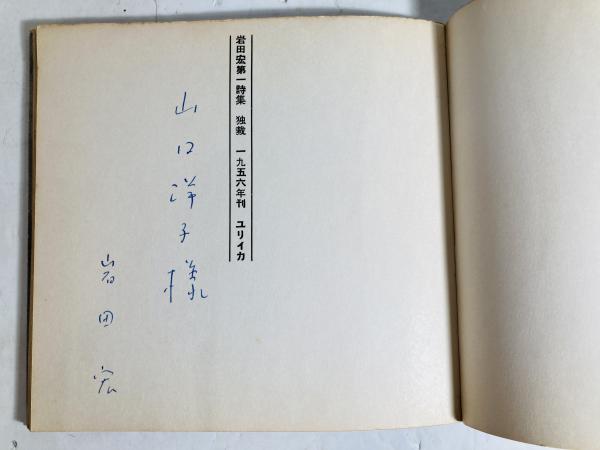 岩田宏第一詩集 独裁 一九五六年刊 ユリイカ
山口洋子様
岩田宏